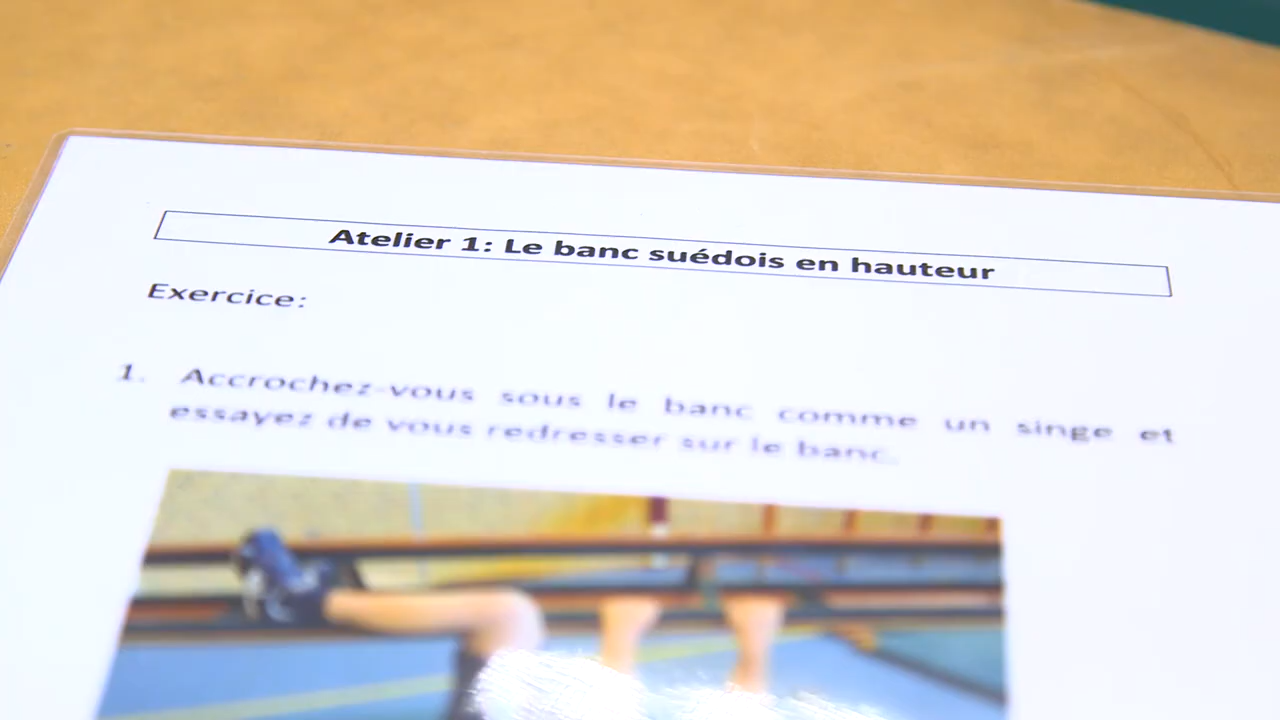 Atelier 1: Le banc suédois en hauteur
Exercice:
1. Accrochez-vous sous le banc comme un singe et
essayez de vous redresser sur le banc.